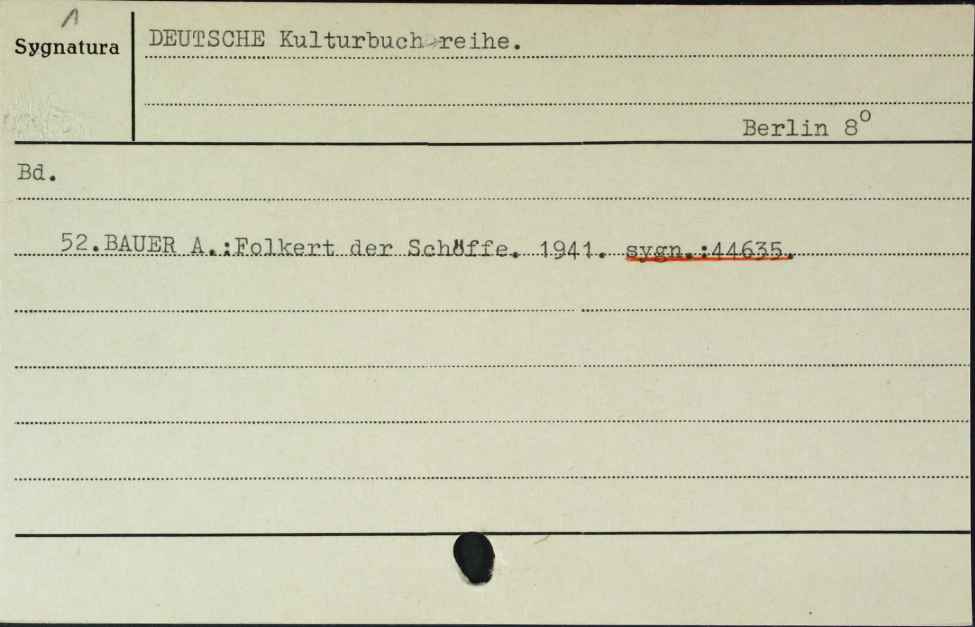 Sygnatura
DEUTSCHE Kulturbuch-reihe.
Berlin 8°
Bd.
52.BAUER A.:Folkert der Schöffe. 1941. sygn.:44635.